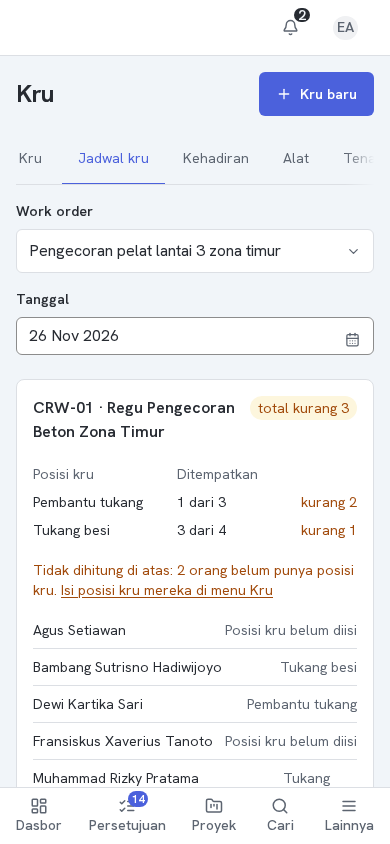 2
EA
Kru
Kru baru
Kru Jadwal kru Kehadiran Alat Tena
Work order
Pengecoran pelat lantai 3 zona timur
Tanggal
26 Nov 2026
CRW-01 · Regu Pengecoran
Beton Zona Timur
total kurang 3
Posisi kru Ditempatkan
Pembantu tukang 1 dari 3 kurang 2
Tukang besi 3 dari 4 kurang 1
Tidak dihitung di atas: 2 orang belum punya posisi
kru. Isi posisi kru mereka di menu Kru
Agus Setiawan Posisi kru belum diisi
Bambang Sutrisno Hadiwijoyo Tukang besi
Dewi Kartika Sari Pembantu tukang
Fransiskus Xaverius Tanoto Posisi kru belum diisi
Muhammad Rizky Pratama Tukang
14
Dasbor Persetujuan Proyek Cari Lainnya